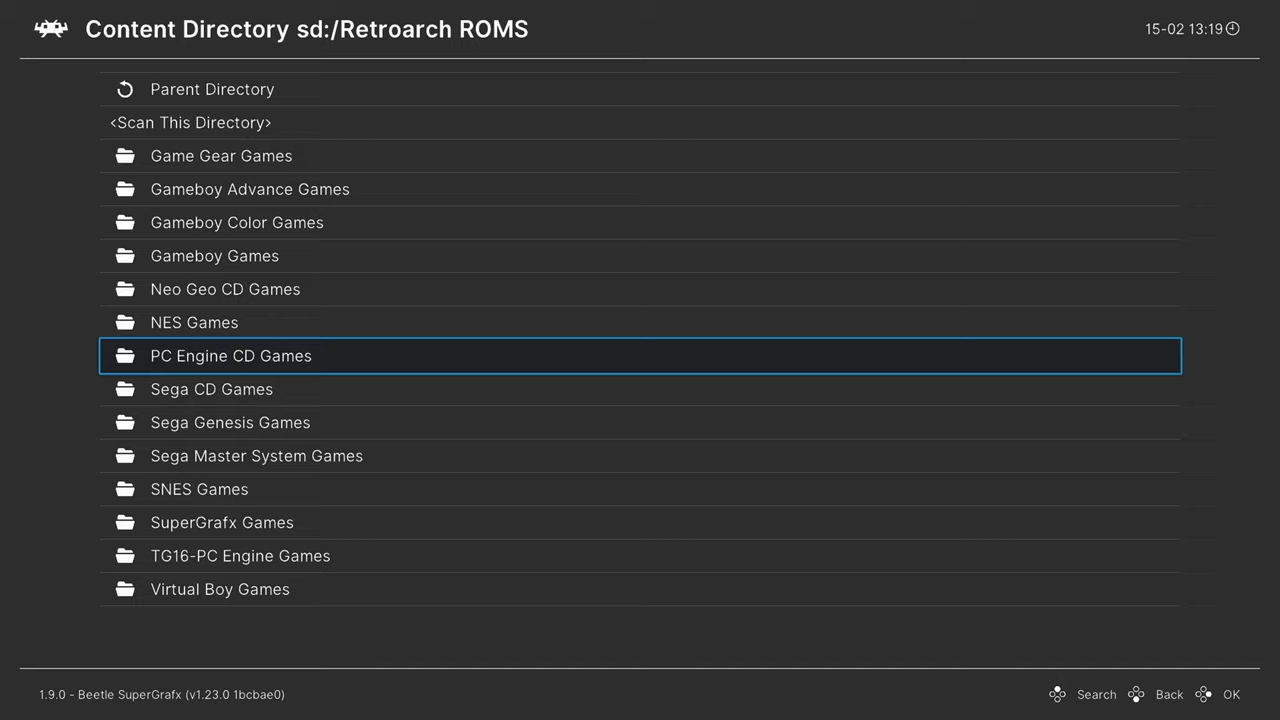 Content Directory sd:/Retroarch ROMS
15-02 13:19
Parent Directory
<Scan This Directory>
Game Gear Games
Gameboy Advance Games
Gameboy Color Games
Gameboy Games
Neo Geo CD Games
NES Games
PC Engine CD Games
Sega CD Games
Sega Genesis Games
Sega Master System Games
SNES Games
SuperGrafx Games
TG16-PC Engine Games
Virtual Boy Games
1.9.0 - Beetle SuperGrafx (v1.23.0 1bcbae0)
Search Back OK